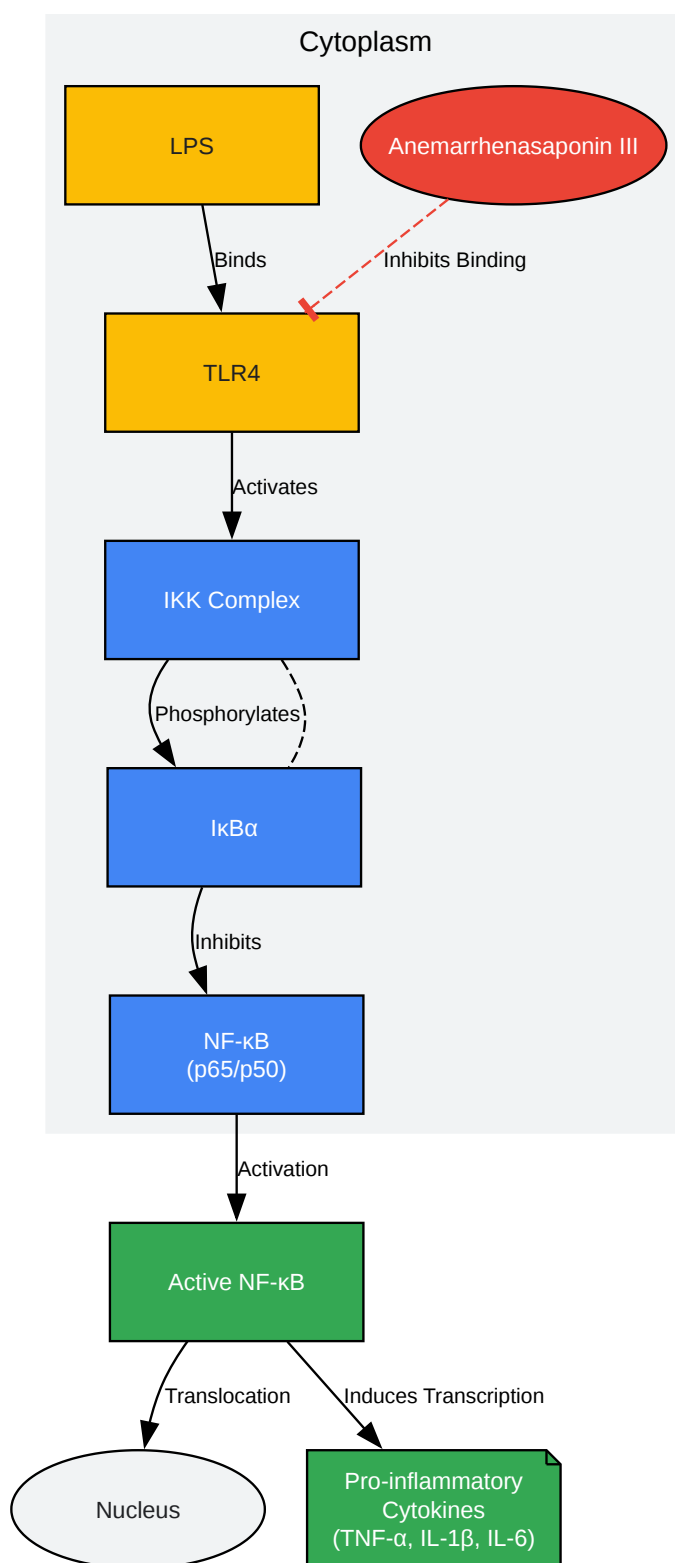 Cytoplasm
LPS
Anemarrhenasaponin III
Binds
Inhibits Binding
TLR4
Activates
IKK Complex
Phosphorylates
IκBα
Inhibits
NF-κB
(p65/p50)
Activation
Active NF-κB
Translocation
Induces Transcription
Nucleus
Pro-inflammatory
Cytokines
(TNF-α, IL-1β, IL-6)